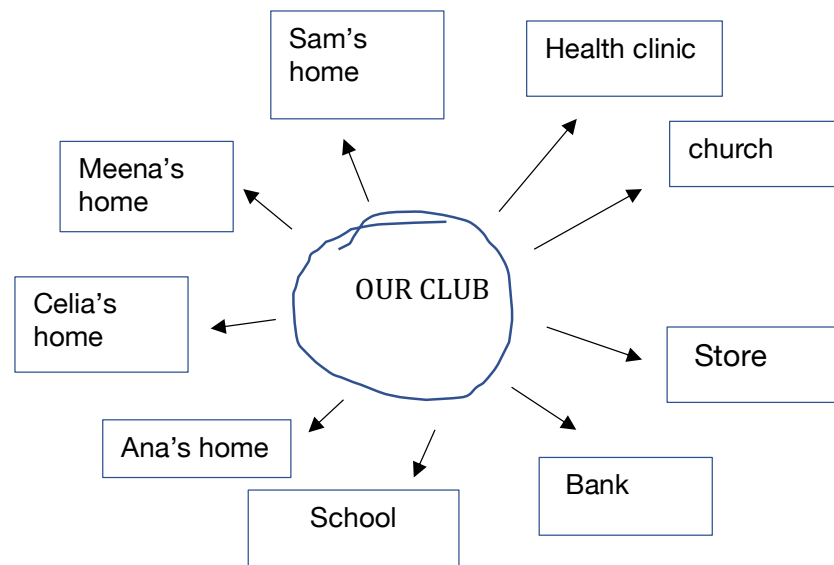 Sam’s
home
Health clinic
Meena’s
home
church
OUR CLUB
Celia’s
home
Store
Ana’s home
Bank
School